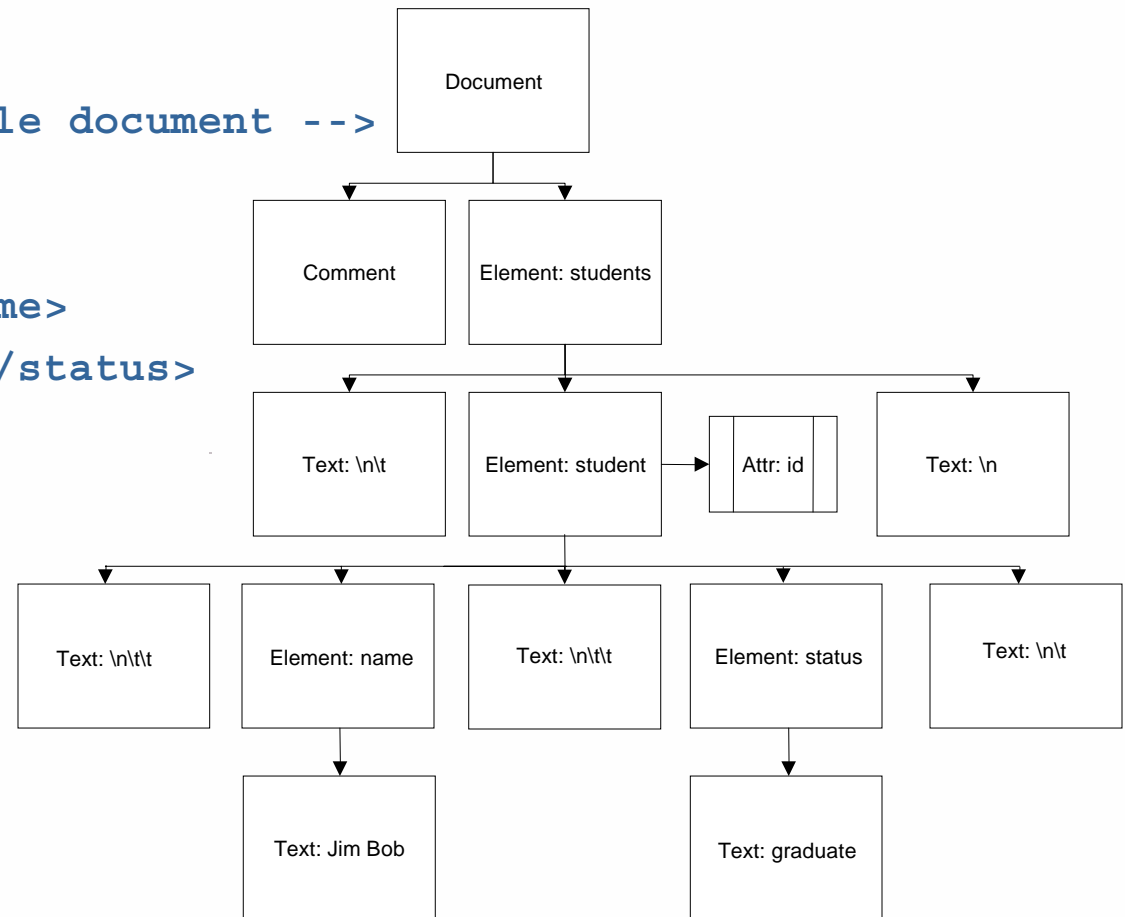 Document
le document -->
Comment
Element: students
me>
/status>
Text: \n\t
Element: student
Attr: id
Text: \n
Text: \n\t\t
Element: name
Text: \n\t\t
Element: status
Text: \n\t
Text: Jim Bob
Text: graduate